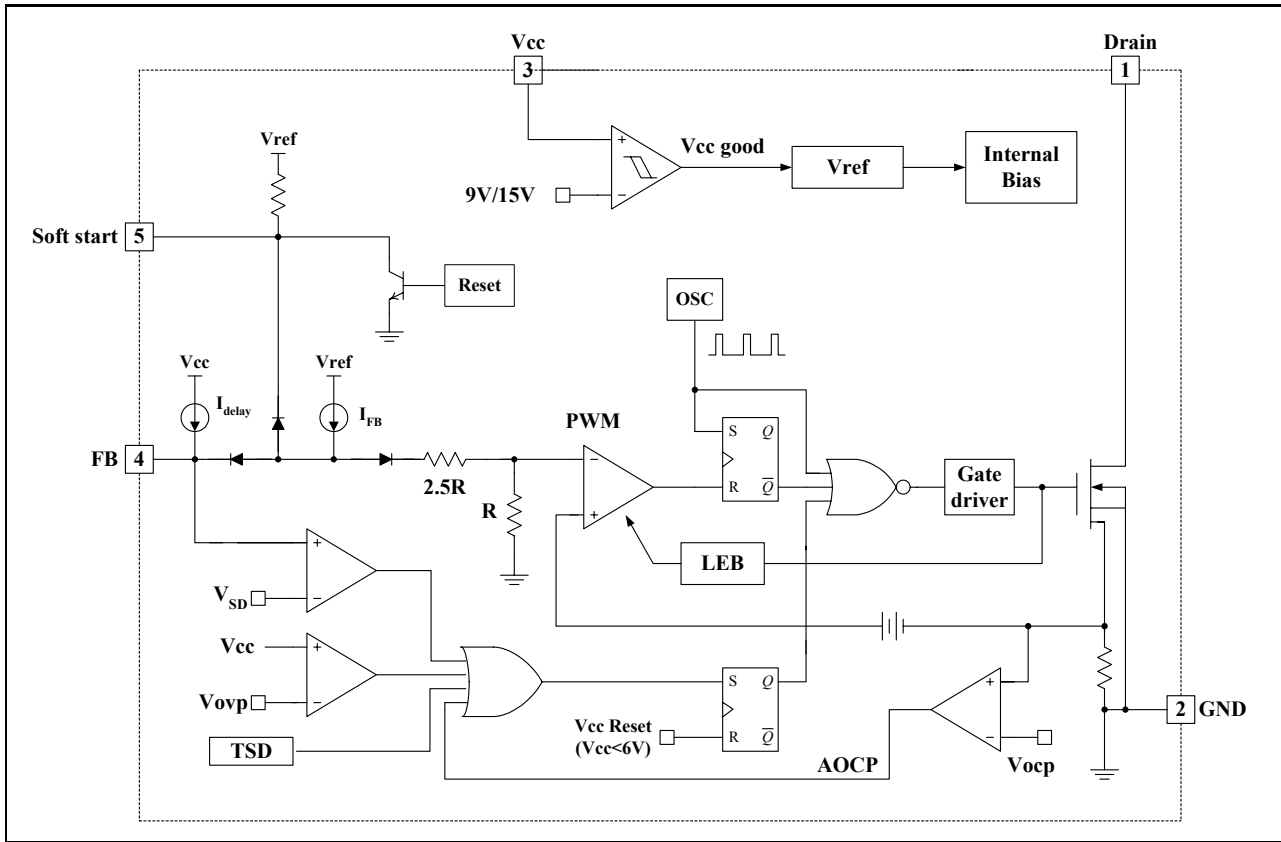 Vcc
Drain
3
1
Vref
Vcc good
Vref
Internal
Bias
9V/15V
Soft start
5
Reset
OSC
Vcc
Vref
I_delay
I_FB
PWM
S
Q
FB
4
2.5R
R
R
Q̅
Gate
driver
LEB
V_SD
Vcc
Vovp
S
Q
R
Q̅
Vcc Reset
(Vcc<6V)
TSD
AOCP
Vocp
2
GND
+
−
+
−
+
−
+
−
+
−